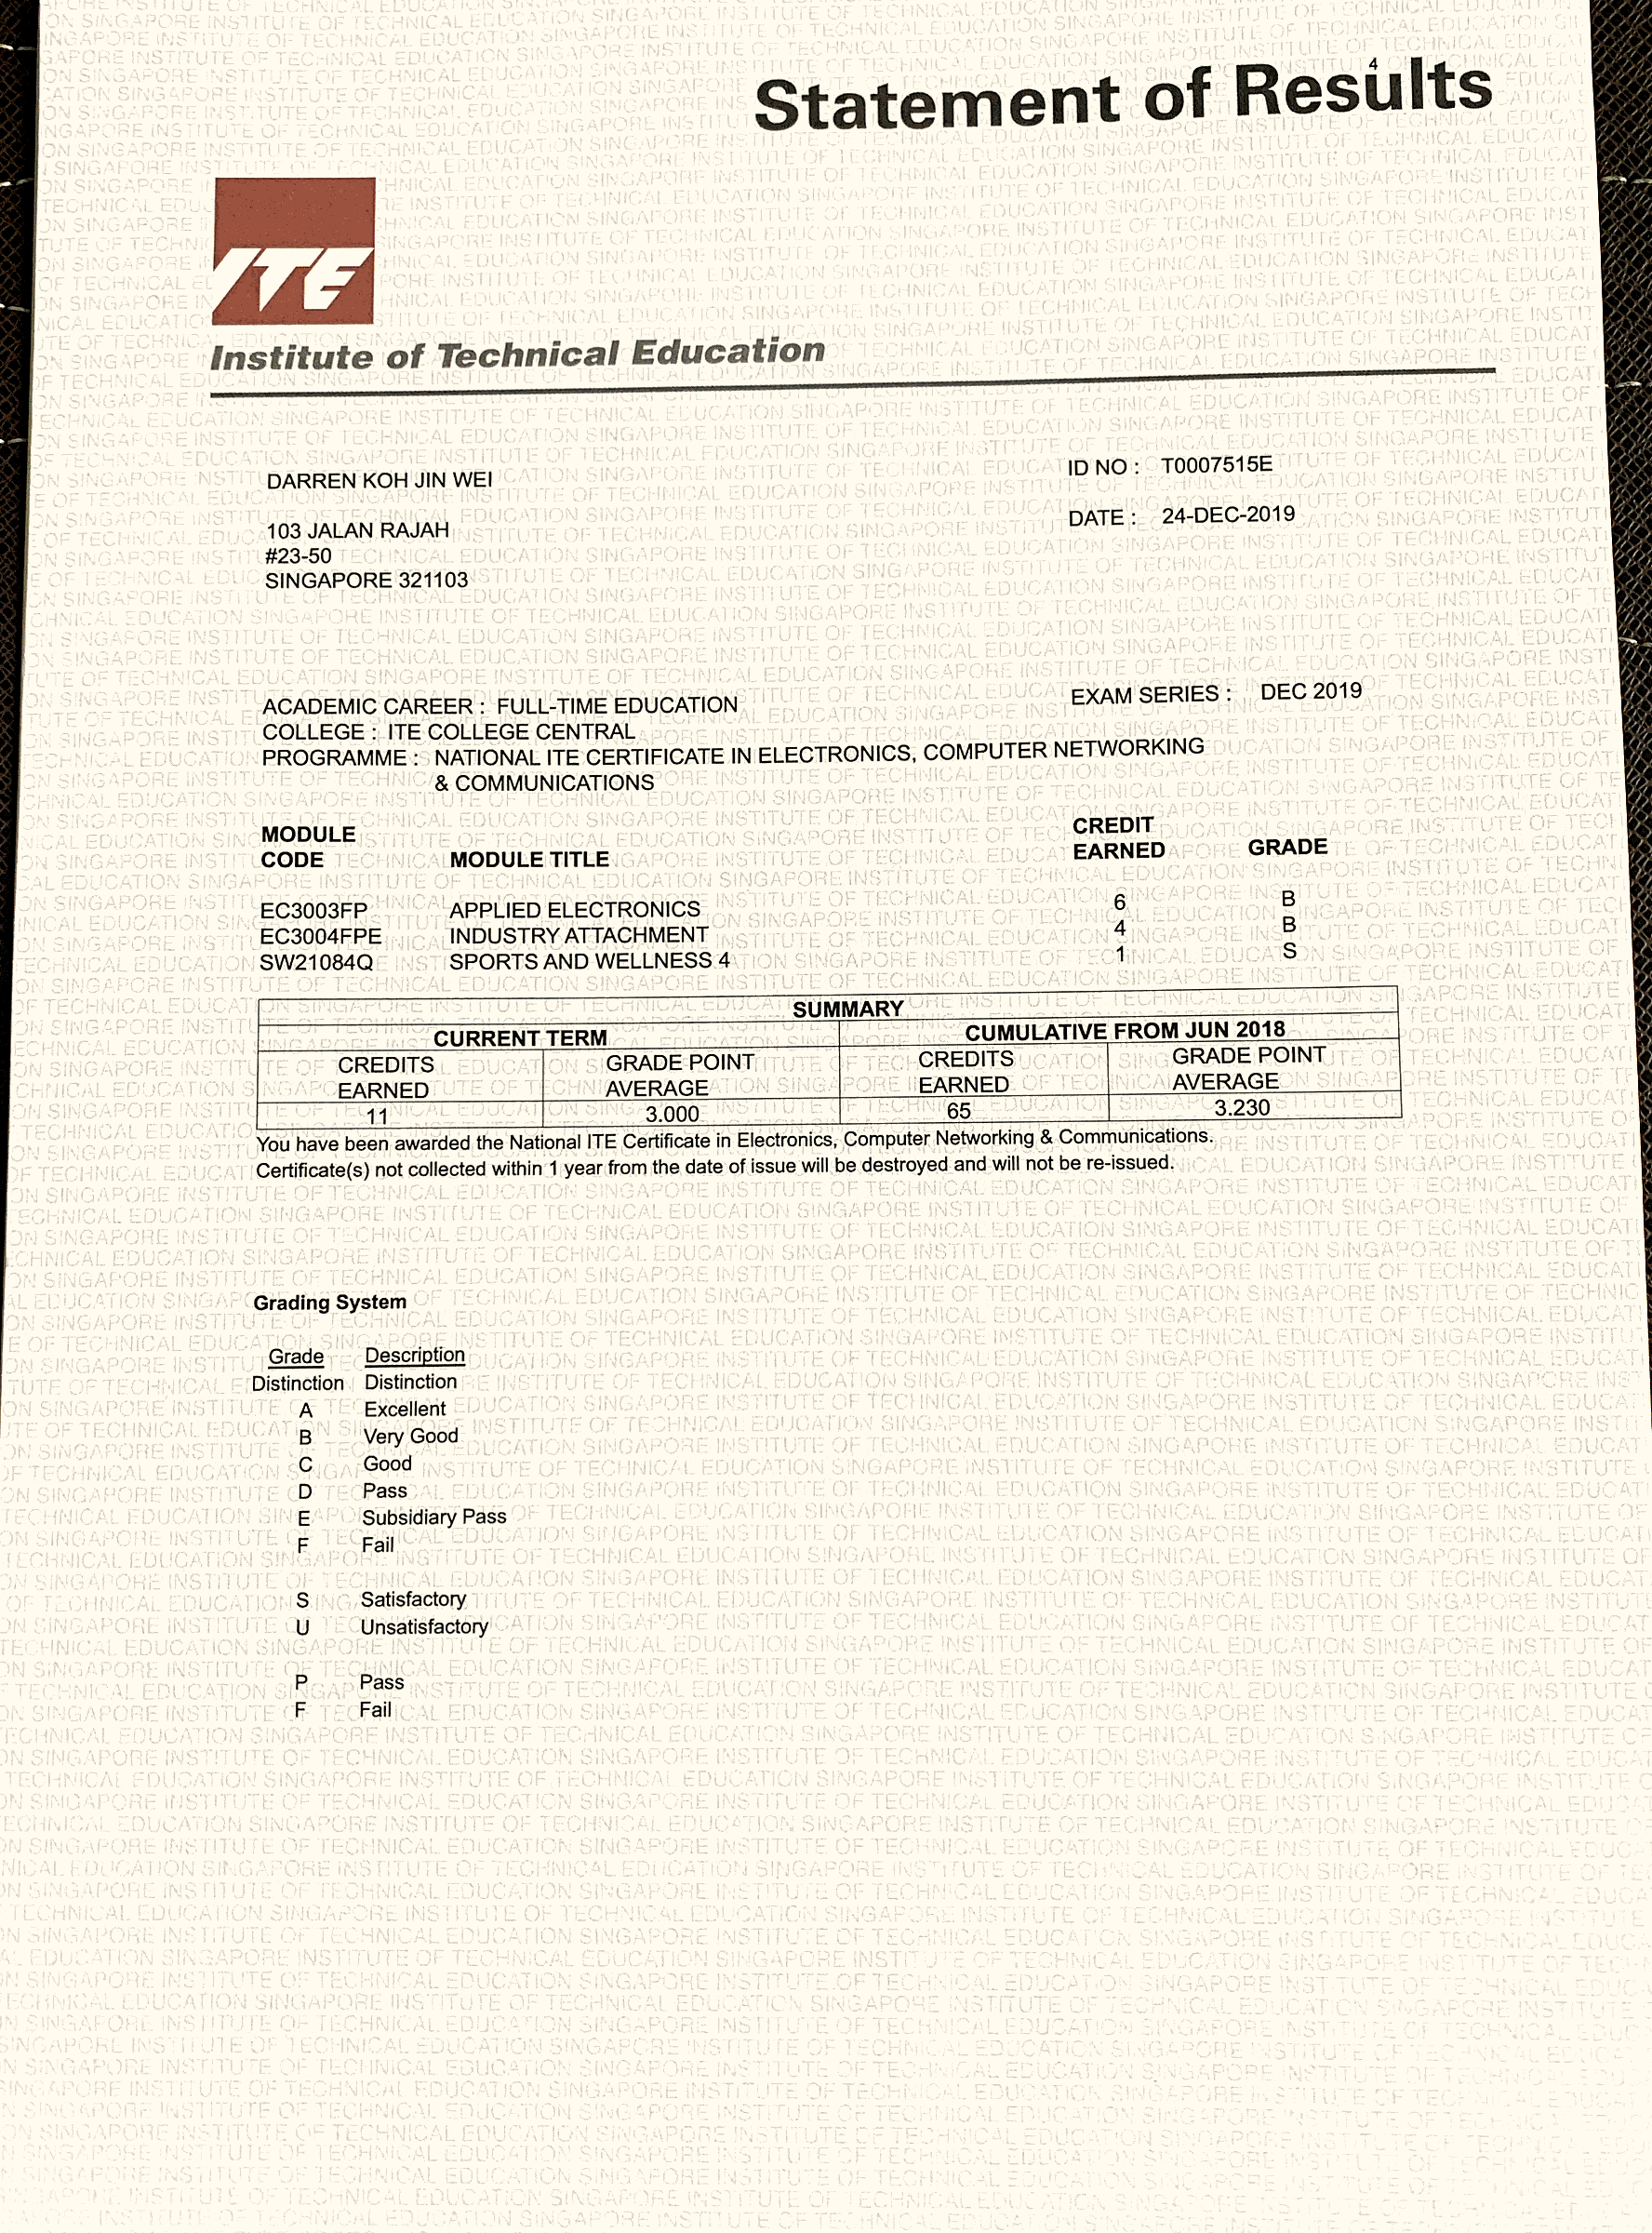 4
Statement of Results
ITE
Institute of Technical Education
DARREN KOH JIN WEI
ID NO : T0007515E
103 JALAN RAJAH
DATE : 24-DEC-2019
#23-50
SINGAPORE 321103
ACADEMIC CAREER : FULL-TIME EDUCATION
EXAM SERIES : DEC 2019
COLLEGE : ITE COLLEGE CENTRAL
PROGRAMME : NATIONAL ITE CERTIFICATE IN ELECTRONICS, COMPUTER NETWORKING
& COMMUNICATIONS
MODULE CREDIT
CODE MODULE TITLE EARNED GRADE
EC3003FP APPLIED ELECTRONICS 6 B
EC3004FPE INDUSTRY ATTACHMENT 4 B
SW21084Q SPORTS AND WELLNESS 4 1 S
SUMMARY
CURRENT TERM CUMULATIVE FROM JUN 2018
CREDITS GRADE POINT CREDITS GRADE POINT
EARNED AVERAGE EARNED AVERAGE
11 3.000 65 3.230
You have been awarded the National ITE Certificate in Electronics, Computer Networking & Communications.
Certificate(s) not collected within 1 year from the date of issue will be destroyed and will not be re-issued.
Grading System
Grade Description
Distinction Distinction
A Excellent
B Very Good
C Good
D Pass
E Subsidiary Pass
F Fail
S Satisfactory
U Unsatisfactory
P Pass
F Fail